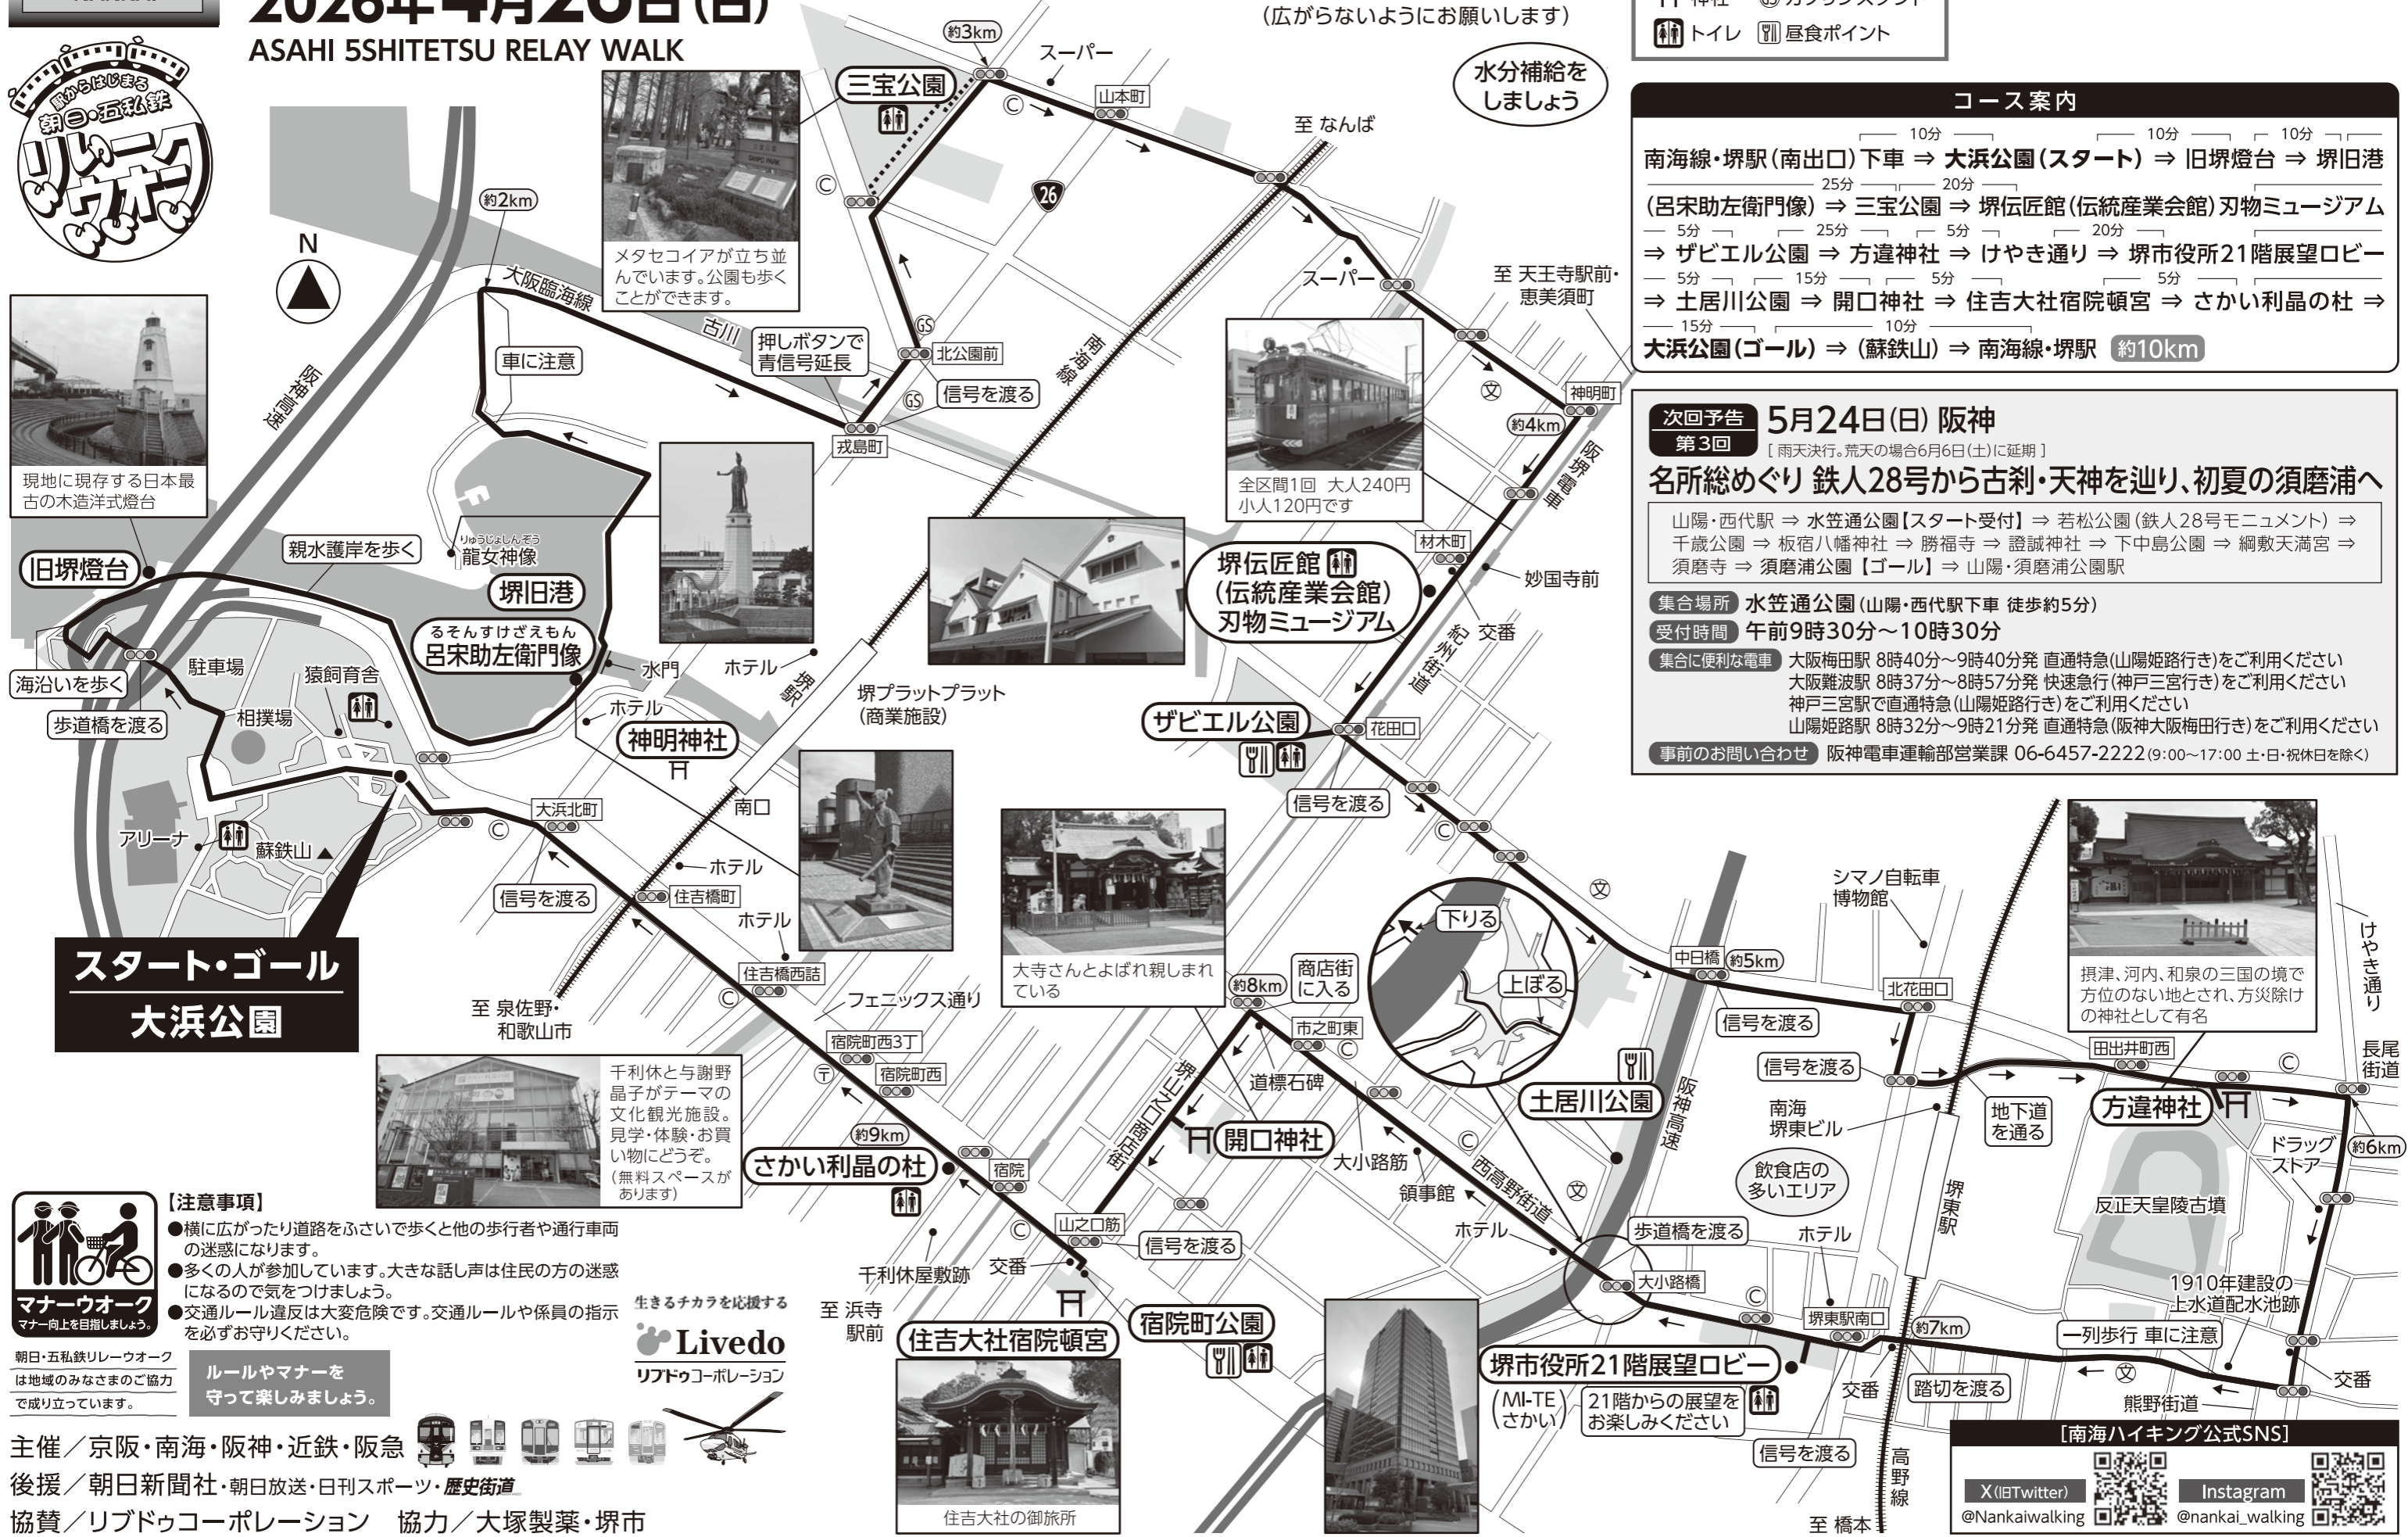 2026年4月26日(日)
ASAHI 5SHITETSU RELAY WALK
(広がらないようにお願いします)
トイレ 昼食ポイント
駅からはじまる
朝日・五私鉄
リレーウオーク
水分補給を
しましょう
コース案内
10分 10分 10分
南海線・堺駅(南出口)下車 ⇒ 大浜公園(スタート) ⇒ 旧堺燈台 ⇒ 堺旧港
25分 20分
(呂宋助左衛門像) ⇒ 三宝公園 ⇒ 堺伝匠館(伝統産業会館)刃物ミュージアム
5分 25分 5分 20分
⇒ ザビエル公園 ⇒ 方違神社 ⇒ けやき通り ⇒ 堺市役所21階展望ロビー
5分 15分 5分 5分
⇒ 土居川公園 ⇒ 開口神社 ⇒ 住吉大社宿院頓宮 ⇒ さかい利晶の杜 ⇒
15分 10分
大浜公園(ゴール) ⇒ (蘇鉄山) ⇒ 南海線・堺駅 約10km
次回予告
第3回
5月24日(日) 阪神
[ 雨天決行。荒天の場合6月6日(土)に延期 ]
名所総めぐり 鉄人28号から古刹・天神を辿り、初夏の須磨浦へ
山陽・西代駅 ⇒ 水笠通公園【スタート受付】 ⇒ 若松公園(鉄人28号モニュメント) ⇒
千歳公園 ⇒ 板宿八幡神社 ⇒ 勝福寺 ⇒ 證誠神社 ⇒ 下中島公園 ⇒ 綱敷天満宮 ⇒
須磨寺 ⇒ 須磨浦公園【ゴール】 ⇒ 山陽・須磨浦公園駅
集合場所 水笠通公園(山陽・西代駅下車 徒歩約5分)
受付時間 午前9時30分〜10時30分
集合に便利な電車 大阪梅田駅 8時40分〜9時40分発 直通特急(山陽姫路行き)をご利用ください
大阪難波駅 8時37分〜8時57分発 快速急行(神戸三宮行き)をご利用ください
神戸三宮駅で直通特急(山陽姫路行き)をご利用ください
山陽姫路駅 8時32分〜9時21分発 直通特急(阪神大阪梅田行き)をご利用ください
事前のお問い合わせ 阪神電車運輸部営業課 06-6457-2222(9:00〜17:00 土・日・祝休日を除く)
約3km
スーパー
三宝公園
C
山本町
至 なんば
26
C
約2km
N
メタセコイアが立ち並
んでいます。公園も歩く
ことができます。
大阪臨海線
古川
車に注意
押しボタンで
青信号延長
GS
北公園前
信号を渡る
GS
戎島町
南海線
阪神高速
スーパー
至 天王寺駅前・
恵美須町
文
神明町
約4km
阪堺電車
全区間1回 大人240円
小人120円です
現地に現存する日本最
古の木造洋式燈台
旧堺燈台
親水護岸を歩く
りゅうじょしんぞう
龍女神像
堺旧港
るそんすけざえもん
呂宋助左衛門像
水門
ホテル
ホテル
堺駅
堺プラットプラット
(商業施設)
神明神社
南口
材木町
堺伝匠館
(伝統産業会館)
刃物ミュージアム
妙国寺前
交番
紀州街道
ザビエル公園
花田口
信号を渡る
C
海沿いを歩く
歩道橋を渡る
駐車場
猿飼育舎
相撲場
アリーナ
蘇鉄山
大浜北町
C
信号を渡る
ホテル
住吉橋町
ホテル
住吉橋西詰
スタート・ゴール
大浜公園
至 泉佐野・
和歌山市
C
フェニックス通り
宿院町西3丁
宿院町西
〒
千利休と与謝野
晶子がテーマの
文化観光施設。
見学・体験・お買
い物にどうぞ。
(無料スペースが
あります)
約9km
さかい利晶の杜
宿院
C
千利休屋敷跡
交番
至 浜寺
駅前
大寺さんとよばれ親しまれ
ている
約8km
商店街
に入る
市之町東
C
道標石碑
堺山之口商店街
開口神社
大小路筋
C
領事館
西高野街道
ホテル
山之口筋
信号を渡る
住吉大社宿院頓宮
宿院町公園
住吉大社の御旅所
下りる
上ぼる
文
中日橋
約5km
信号を渡る
土居川公園
阪神高速
文
歩道橋を渡る
大小路橋
C
シマノ自転車
博物館
北花田口
信号を渡る
南海
堺東ビル
飲食店の
多いエリア
ホテル
堺東駅
地下道
を通る
田出井町西
方違神社
C
摂津、河内、和泉の三国の境で
方位のない地とされ、方災除け
の神社として有名
けやき通り
長尾
街道
約6km
ドラッグ
ストア
反正天皇陵古墳
1910年建設の
上水道配水池跡
一列歩行 車に注意
文
熊野街道
交番
堺東駅南口
約7km
交番
踏切を渡る
信号を渡る
高野線
至 橋本
堺市役所21階展望ロビー
(MI-TE
さかい)
21階からの展望を
お楽しみください
[南海ハイキング公式SNS]
X(旧Twitter)
@Nankaiwalking
Instagram
@nankai_walking
マナーウオーク
マナー向上を目指しましょう。
【注意事項】
●横に広がったり道路をふさいで歩くと他の歩行者や通行車両
の迷惑になります。
●多くの人が参加しています。大きな話し声は住民の方の迷惑
になるので気をつけましょう。
●交通ルール違反は大変危険です。交通ルールや係員の指示
を必ずお守りください。
朝日・五私鉄リレーウオーク
は地域のみなさまのご協力
で成り立っています。
ルールやマナーを
守って楽しみましょう。
生きるチカラを応援する
Livedo
リブドゥコーポレーション
主催/京阪・南海・阪神・近鉄・阪急
後援/朝日新聞社・朝日放送・日刊スポーツ・歴史街道
協賛/リブドゥコーポレーション 協力/大塚製薬・堺市